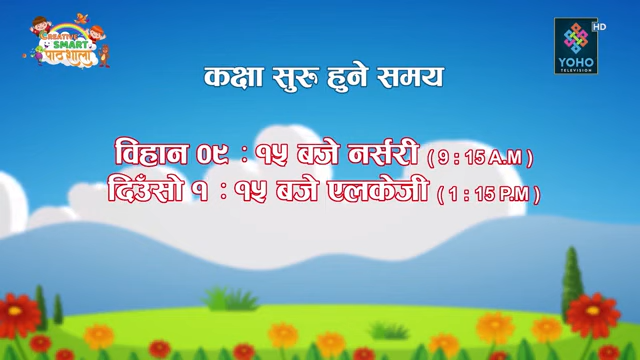 CREATIVE
SMART
पाठशाला
YOHO
TELEVISION
HD
कक्षा सुरु हुने समय
विहान ०९ : १५ बजे नर्सरी ( 9 : 15 A.M )
दिउँसो १ : १५ बजे एलकेजी ( 1 : 15 P.M )